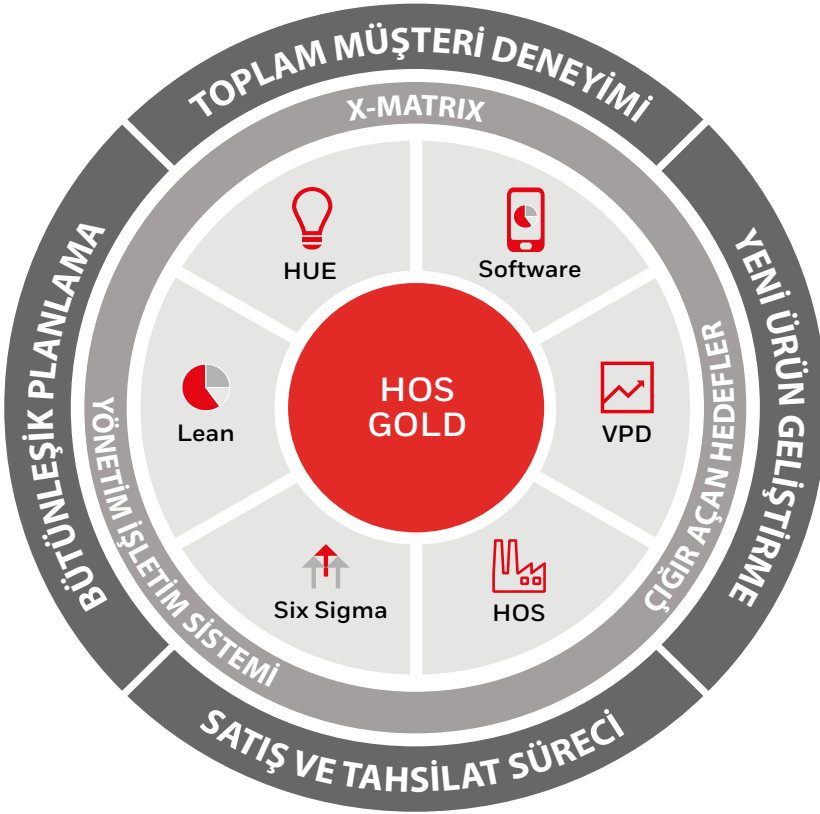 TOPLAM MÜŞTERİ DENEYİMİ
X-MATRIX
HUE
Software
BÜTÜNLEŞİK PLANLAMA
YENİ ÜRÜN GELİŞTİRME
YÖNETİM İŞLETİM SİSTEMİ
ÇIĞIR AÇAN HEDEFLER
Lean
HOS
GOLD
VPD
Six Sigma
HOS
SATIŞ VE TAHSİLAT SÜRECİ